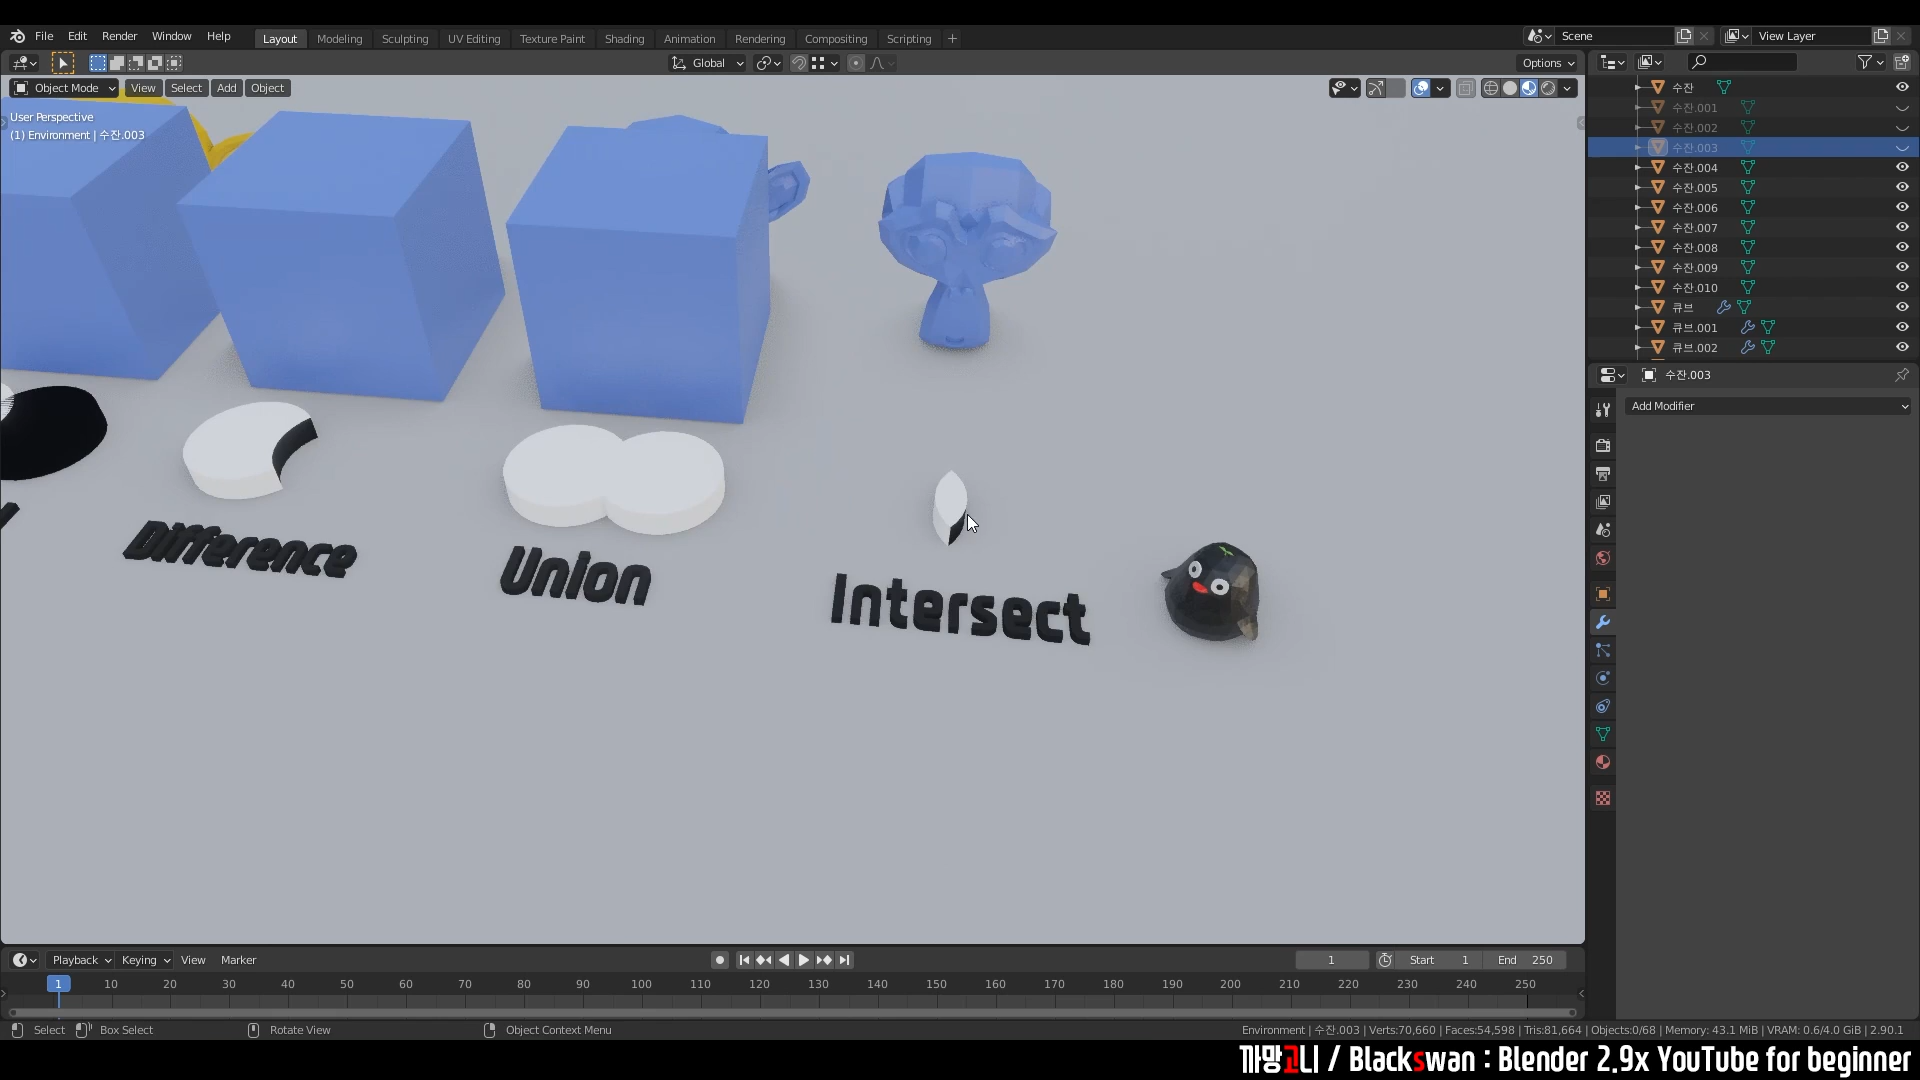 File Edit Render Window Help Layout Modeling Sculpting UV Editing Texture Paint Shading Animation Rendering Compositing Scripting + Scene View Layer
Global Options
Object Mode View Select Add Object
User Perspective
(1) Environment | 수잔.003
수잔
수잔.001
수잔.002
수잔.003
수잔.004
수잔.005
수잔.006
수잔.007
수잔.008
수잔.009
수잔.010
큐브
큐브.001
큐브.002
수잔.003
Add Modifier
Difference
Union
Intersect
Playback Keying View Marker 1 Start 1 End 250
1 10 20 30 40 50 60 70 80 90 100 110 120 130 140 150 160 170 180 190 200 210 220 230 240 250
Select Box Select Rotate View Object Context Menu Environment | 수잔.003 | Verts:70,660 | Faces:54,598 | Tris:81,664 | Objects:0/68 | Memory: 43.1 MiB | VRAM: 0.6/4.0 GiB | 2.90.1
까망고니 / Blackswan : Blender 2.9x YouTube for beginner